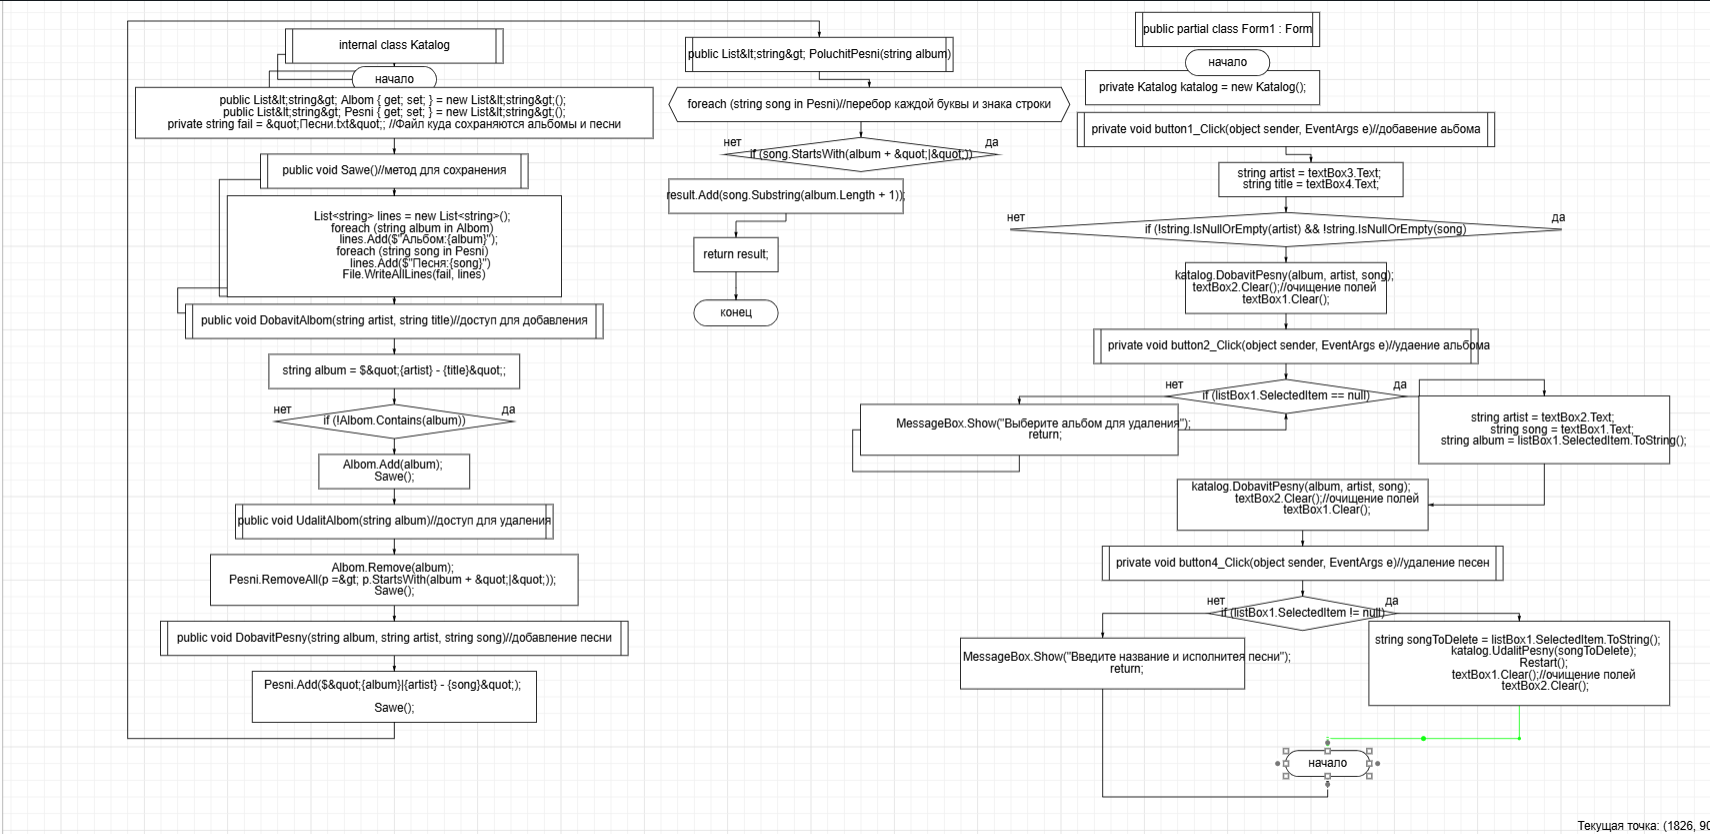 internal class Katalog
начало
public List&lt;string&gt; Albom { get; set; } = new List&lt;string&gt;();
public List&lt;string&gt; Pesni { get; set; } = new List&lt;string&gt;();
private string fail = &quot;Песни.txt&quot;; //Файл куда сохраняются альбомы и песни
public void Sawe()//метод для сохранения
List<string> lines = new List<string>();
foreach (string album in Albom)
lines.Add($"Альбом:{album}");
foreach (string song in Pesni)
lines.Add($"Песня:{song}")
File.WriteAllLines(fail, lines)
public void DobavitAlbom(string artist, string title)//доступ для добавления
string album = $&quot;{artist} - {title}&quot;;
нет
да
if (!Albom.Contains(album))
Albom.Add(album);
Sawe();
public void UdalitAlbom(string album)//доступ для удаления
Albom.Remove(album);
Pesni.RemoveAll(p =&gt; p.StartsWith(album + &quot;|&quot;));
Sawe();
public void DobavitPesny(string album, string artist, string song)//добавление песни
Pesni.Add($&quot;{album}|{artist} - {song}&quot;);
Sawe();
public List&lt;string&gt; PoluchitPesni(string album)
foreach (string song in Pesni)//перебор каждой буквы и знака строки
нет
да
if (song.StartsWith(album + &quot;|&quot;))
result.Add(song.Substring(album.Length + 1));
return result;
конец
public partial class Form1 : Form
начало
private Katalog katalog = new Katalog();
private void button1_Click(object sender, EventArgs e)//добавение аьбома
string artist = textBox3.Text;
string title = textBox4.Text;
нет
да
if (!string.IsNullOrEmpty(artist) && !string.IsNullOrEmpty(song)
katalog.DobavitPesny(album, artist, song);
textBox2.Clear();//очищение полей
textBox1.Clear();
private void button2_Click(object sender, EventArgs e)//удаение альбома
нет
да
if (listBox1.SelectedItem == null)
MessageBox.Show("Выберите альбом для удаления");
return;
string artist = textBox2.Text;
string song = textBox1.Text;
string album = listBox1.SelectedItem.ToString();
katalog.DobavitPesny(album, artist, song);
textBox2.Clear();//очищение полей
textBox1.Clear();
private void button4_Click(object sender, EventArgs e)//удаление песен
нет
да
if (listBox1.SelectedItem != null)
MessageBox.Show("Введите название и исполнитея песни");
return;
string songToDelete = listBox1.SelectedItem.ToString();
katalog.UdalitPesny(songToDelete);
Restart();
textBox1.Clear();//очищение полей
textBox2.Clear();
начало
Текущая точка: (1826, 90